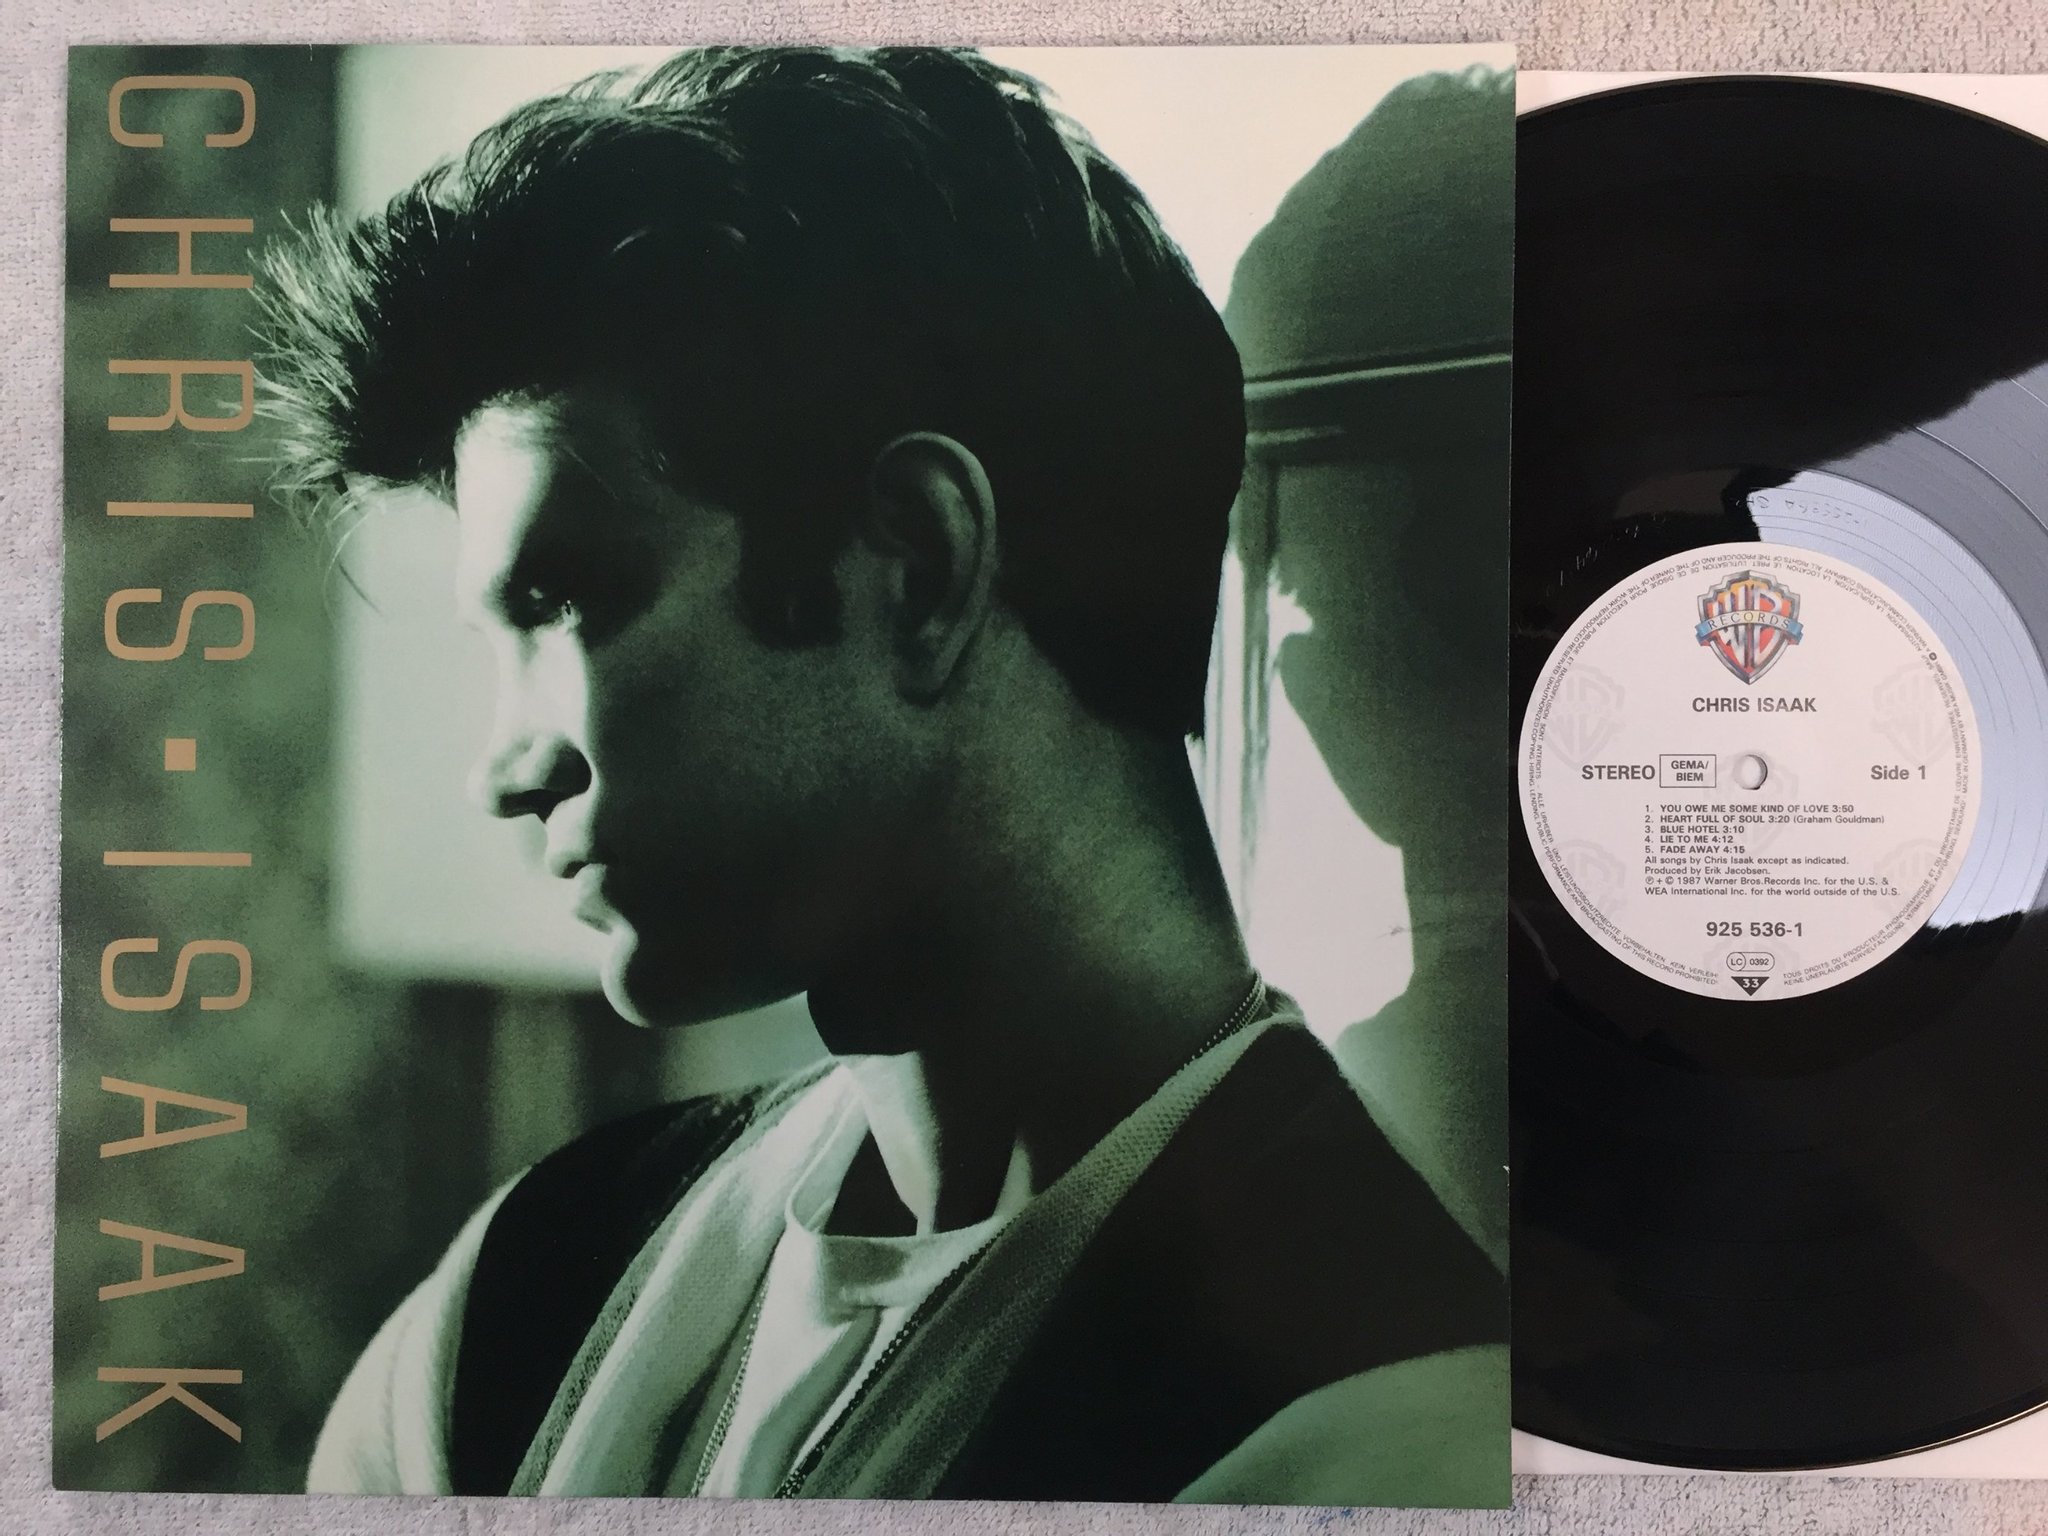 CHRIS·ISAAK
RECORDS
CHRIS ISAAK
STEREO
GEMA/
BIEM
Side 1
1. YOU OWE ME SOME KIND OF LOVE 3:50
2. HEART FULL OF SOUL 3:20 (Graham Gouldman)
3. BLUE HOTEL 3:10
4. LIE TO ME 4:12
5. FADE AWAY 4:15
All songs by Chris Isaak except as indicated.
Produced by Erik Jacobsen.
℗ + © 1987 Warner Bros.Records Inc. for the U.S. &
WEA International Inc. for the world outside of the U.S.
925 536-1
LC 0392
33